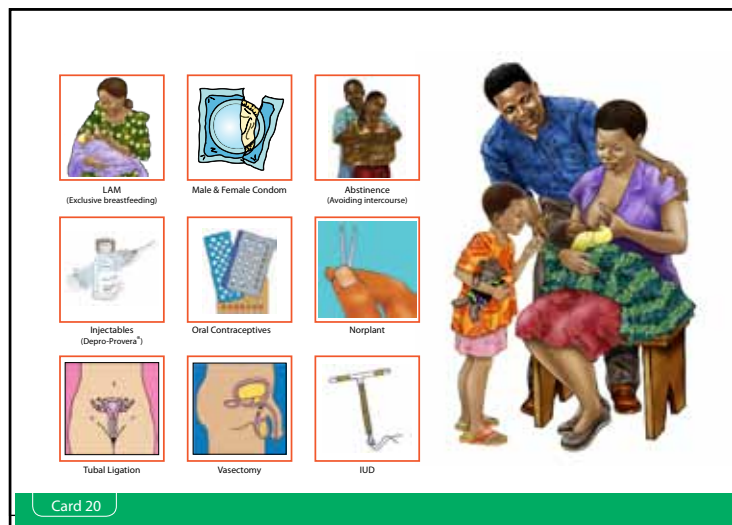 LAM
(Exclusive breastfeeding)
Male & Female Condom
Abstinence
(Avoiding intercourse)
Injectables
(Depro-Provera®)
Oral Contraceptives
Norplant
Tubal Ligation
Vasectomy
IUD
Card 20